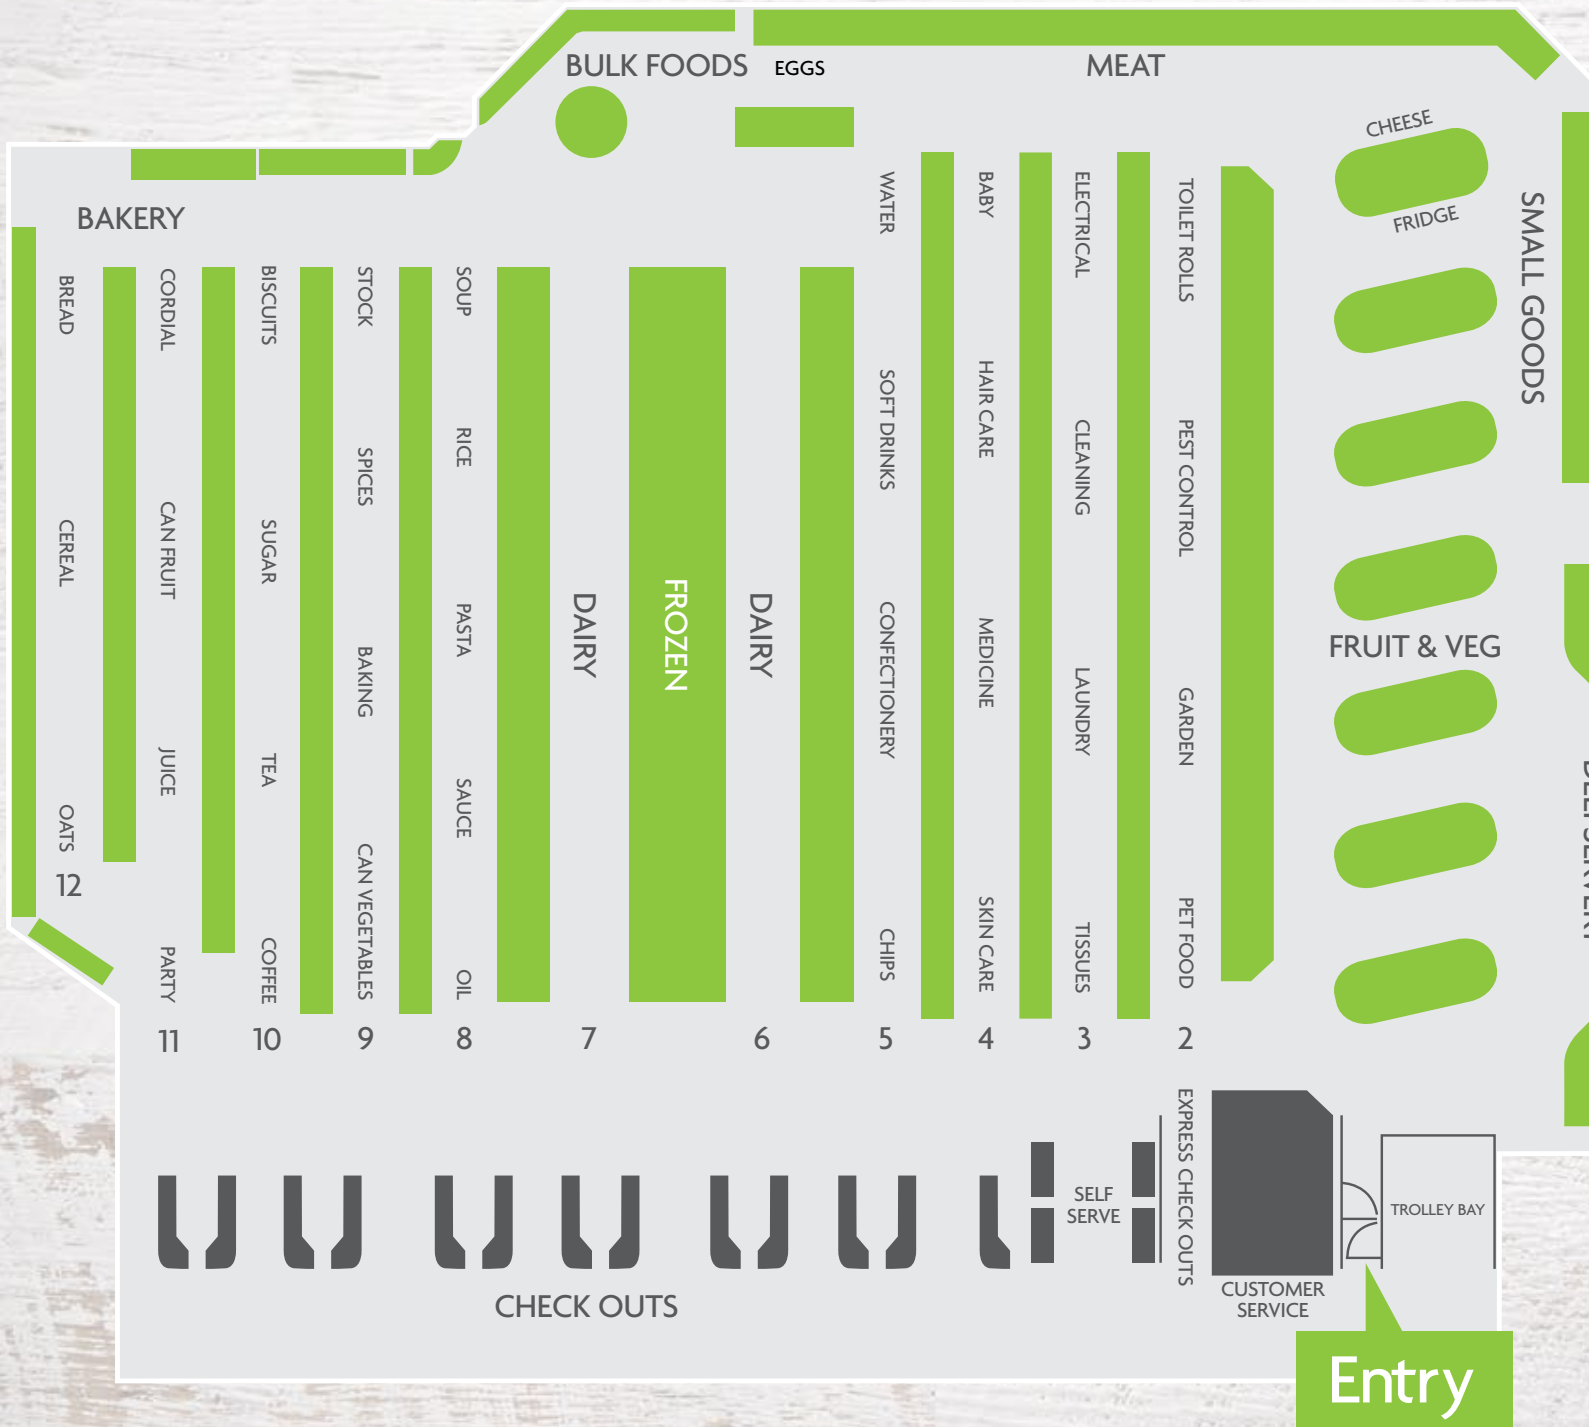 BULK FOODS
EGGS
MEAT
CHEESE
FRIDGE
SMALL GOODS
BAKERY
BREAD
CEREAL
OATS
12
CORDIAL
CAN FRUIT
JUICE
PARTY
11
BISCUITS
SUGAR
TEA
COFFEE
10
STOCK
SPICES
BAKING
CAN VEGETABLES
9
SOUP
RICE
PASTA
SAUCE
OIL
8
DAIRY
7
FROZEN
DAIRY
6
WATER
SOFT DRINKS
CONFECTIONERY
CHIPS
5
BABY
HAIR CARE
MEDICINE
SKIN CARE
4
ELECTRICAL
CLEANING
LAUNDRY
TISSUES
3
TOILET ROLLS
PEST CONTROL
GARDEN
PET FOOD
2
FRUIT & VEG
CHECK OUTS
SELF
SERVE
EXPRESS CHECK OUTS
CUSTOMER
SERVICE
TROLLEY BAY
Entry